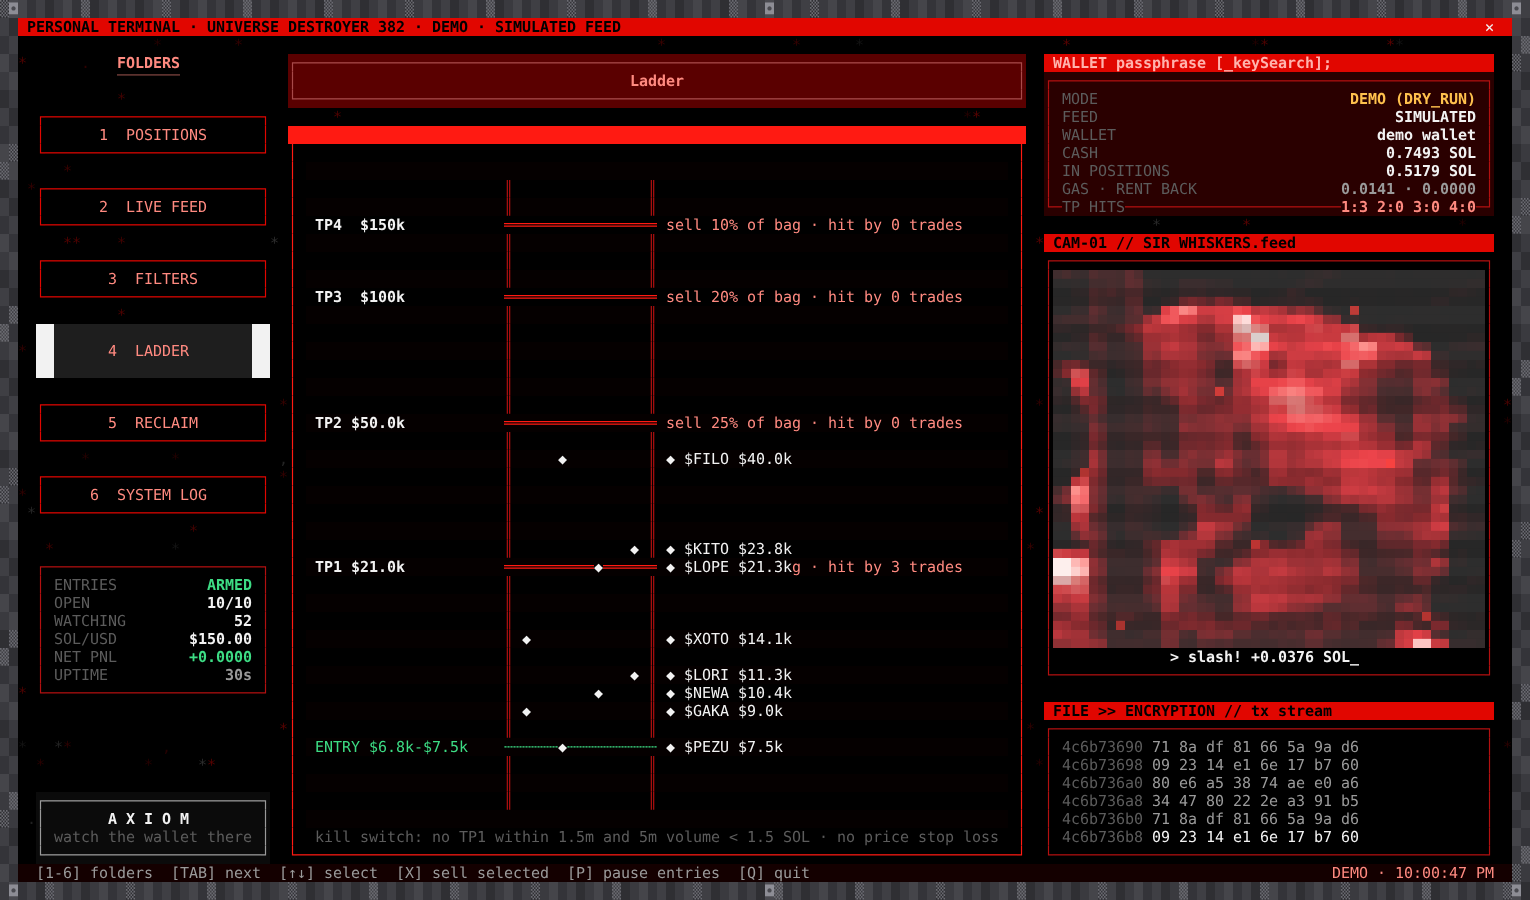 PERSONAL TERMINAL · UNIVERSE DESTROYER 382 · DEMO · SIMULATED FEED ×
FOLDERS
1 POSITIONS
2 LIVE FEED
3 FILTERS
4 LADDER
5 RECLAIM
6 SYSTEM LOG
ENTRIES ARMED
OPEN 10/10
WATCHING 52
SOL/USD $150.00
NET PNL +0.0000
UPTIME 30s
A X I O M
watch the wallet there
Ladder
TP4 $150k sell 10% of bag · hit by 0 trades
TP3 $100k sell 20% of bag · hit by 0 trades
TP2 $50.0k sell 25% of bag · hit by 0 trades
◆ $FILO $40.0k
◆ $KITO $23.8k
TP1 $21.0k ◆ $LOPE $21.3kg · hit by 3 trades
◆ $XOTO $14.1k
◆ $LORI $11.3k
◆ $NEWA $10.4k
◆ $GAKA $9.0k
ENTRY $6.8k-$7.5k ◆ $PEZU $7.5k
kill switch: no TP1 within 1.5m and 5m volume < 1.5 SOL · no price stop loss
WALLET passphrase [_keySearch];
MODE DEMO (DRY_RUN)
FEED SIMULATED
WALLET demo wallet
CASH 0.7493 SOL
IN POSITIONS 0.5179 SOL
GAS · RENT BACK 0.0141 · 0.0000
TP HITS 1:3 2:0 3:0 4:0
CAM-01 // SIR WHISKERS.feed
> slash! +0.0376 SOL_
FILE >> ENCRYPTION // tx stream
4c6b73690 71 8a df 81 66 5a 9a d6
4c6b73698 09 23 14 e1 6e 17 b7 60
4c6b736a0 80 e6 a5 38 74 ae e0 a6
4c6b736a8 34 47 80 22 2e a3 91 b5
4c6b736b0 71 8a df 81 66 5a 9a d6
4c6b736b8 09 23 14 e1 6e 17 b7 60
[1-6] folders [TAB] next [↑↓] select [X] sell selected [P] pause entries [Q] quit
DEMO · 10:00:47 PM